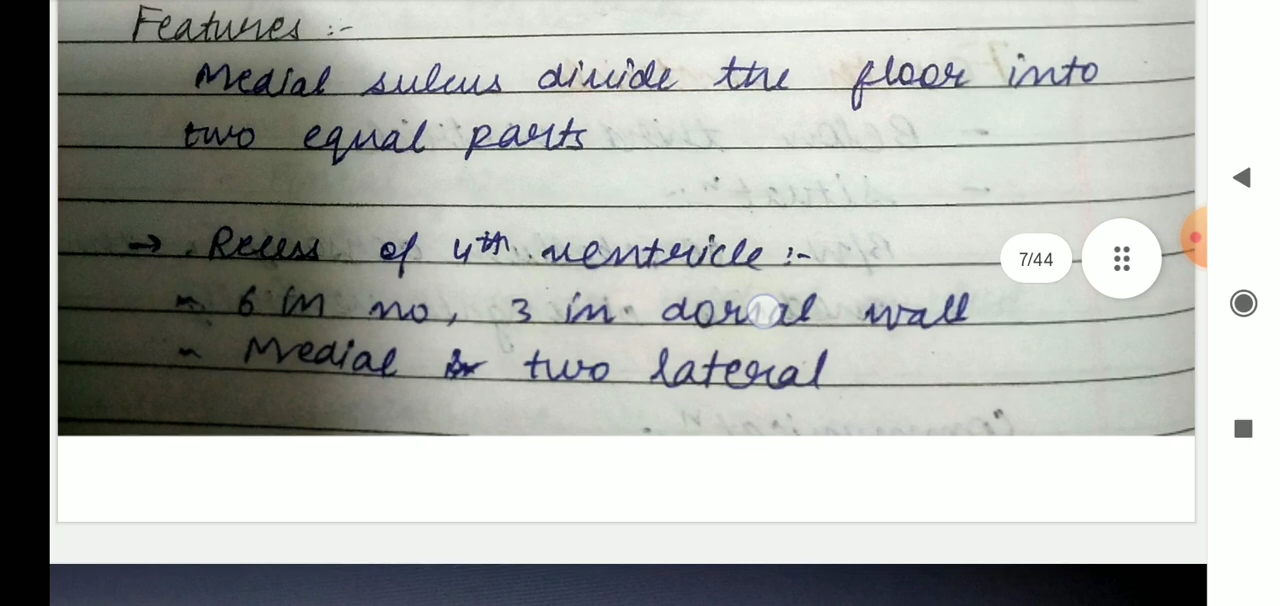 Features :-
Medial sulcus divide the floor into
two equal parts
→ Recess of 4th ventricle :-
7/44
~ 6 in no, 3 in dorsal wall
~ Medial & two lateral